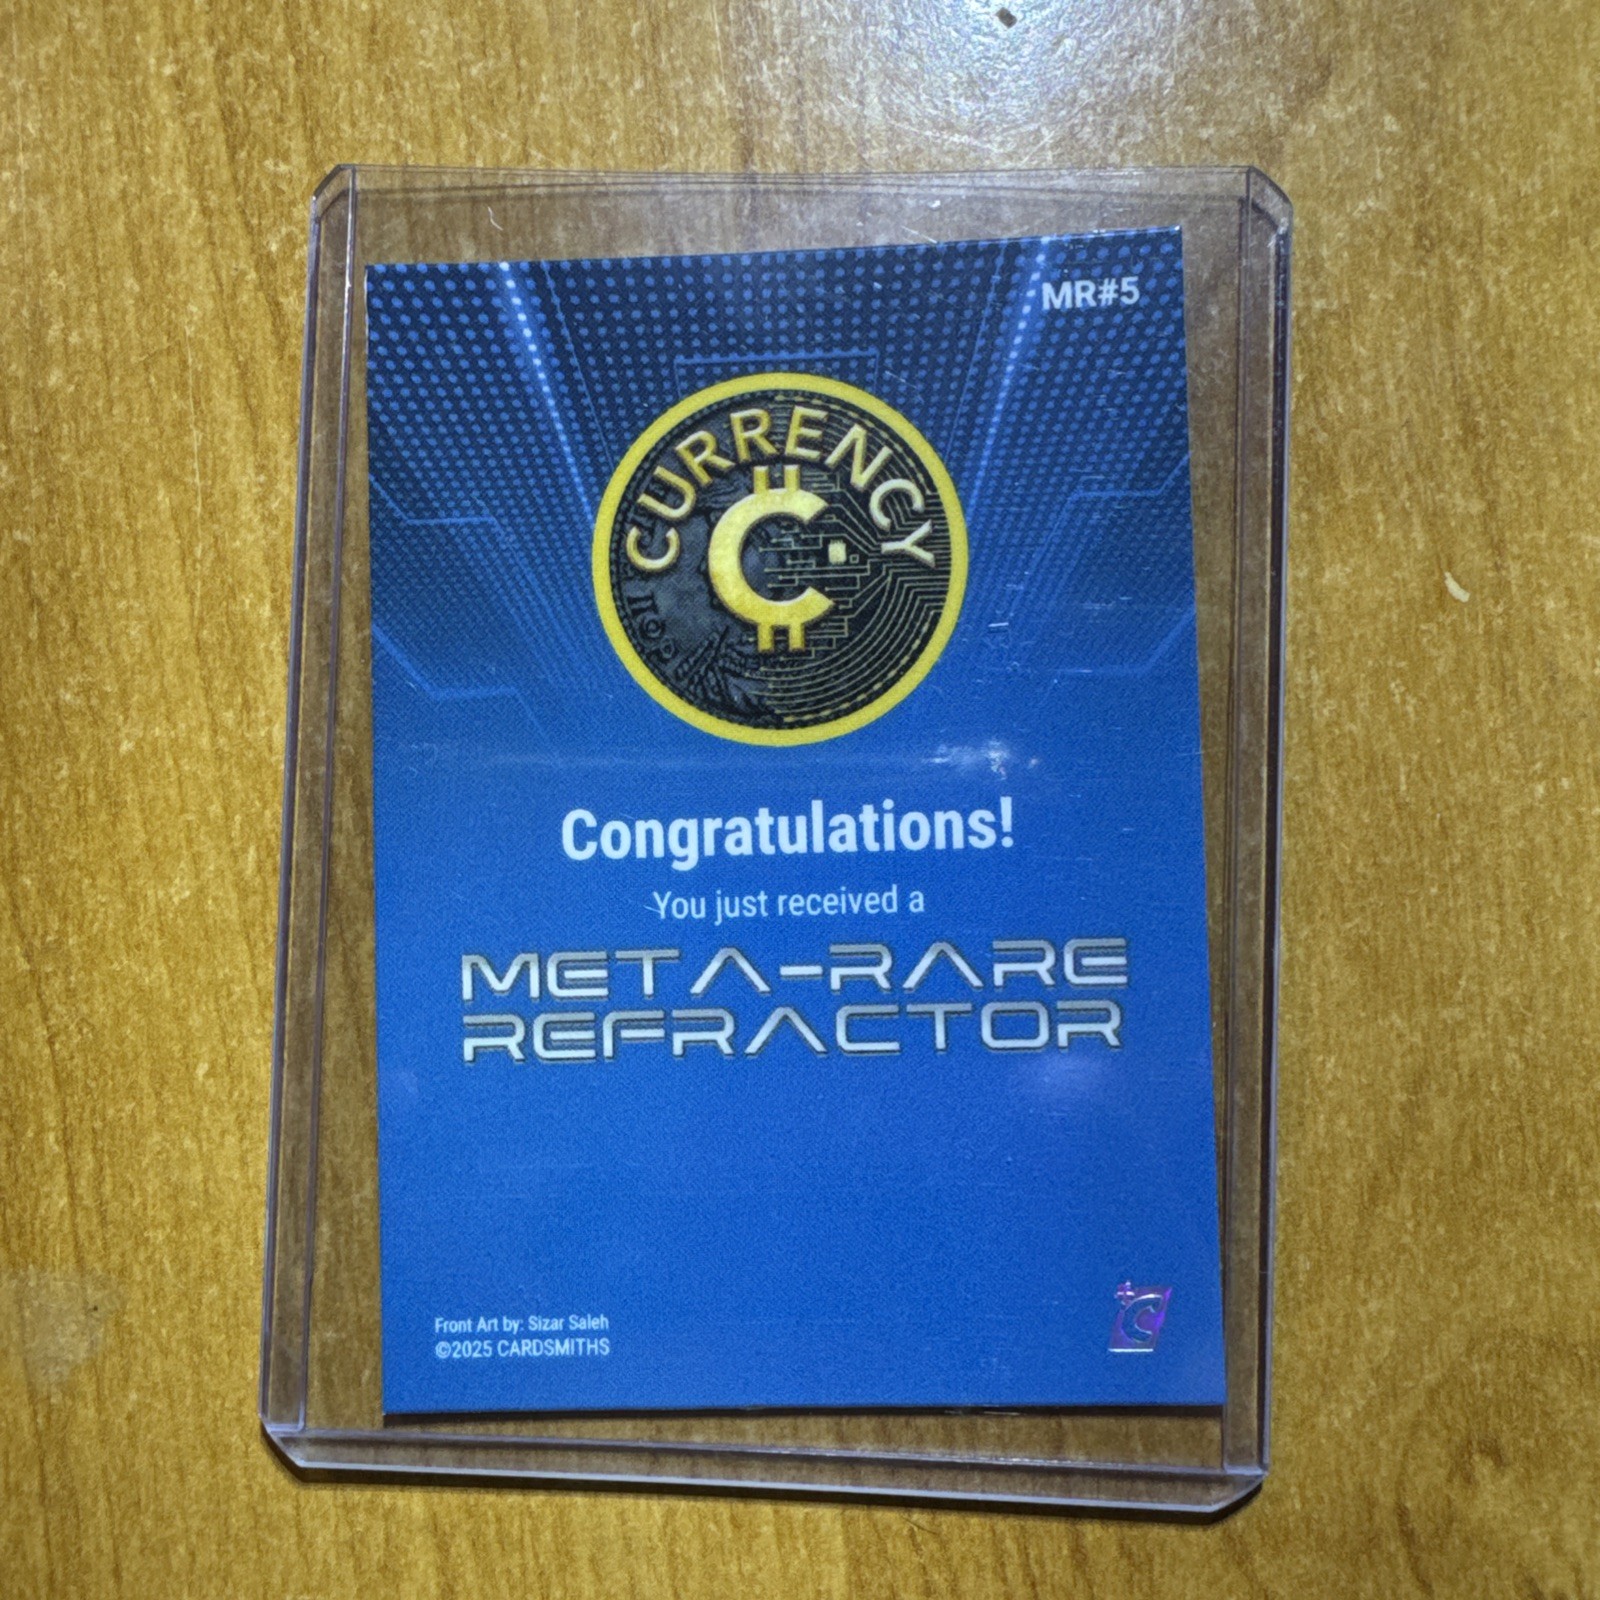 MR#5
CURRENCY
Congratulations!
You just received a
META-RARE
REFRACTOR
Front Art by: Sizar Saleh
©2025 CARDSMITHS